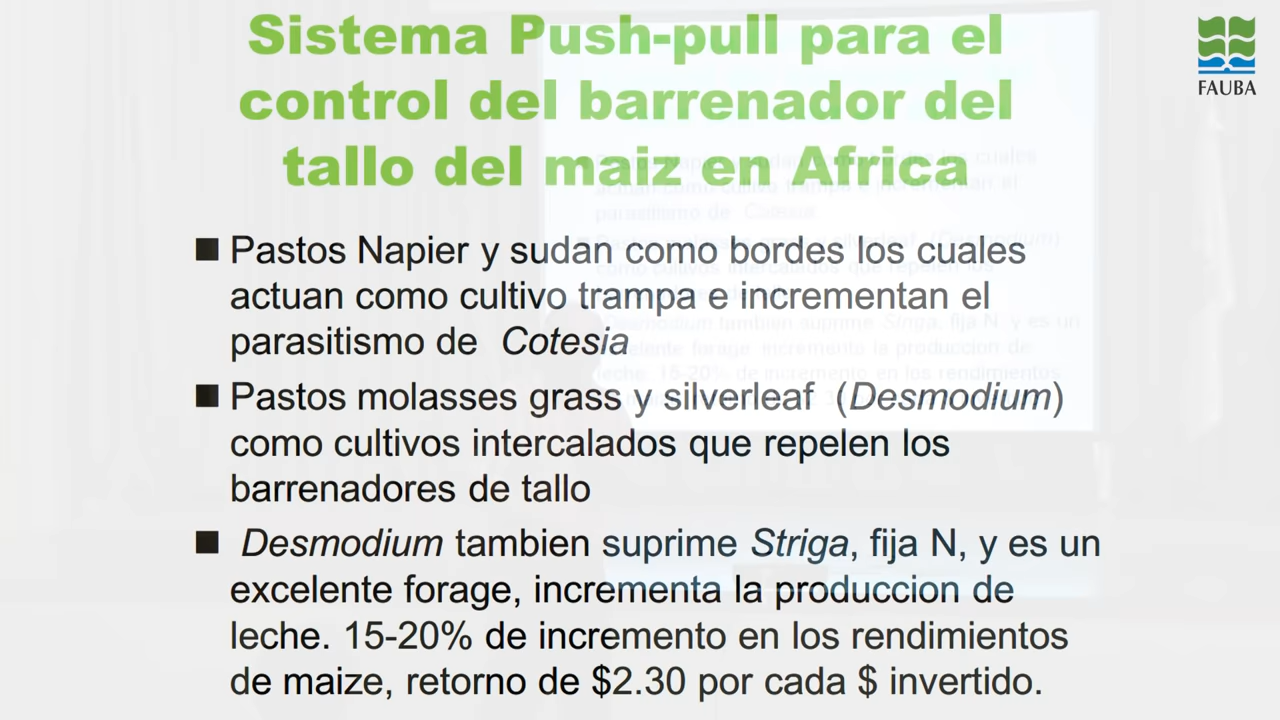 Sistema Push-pull para el
control del barrenador del
tallo del maiz en Africa
FAUBA
■ Pastos Napier y sudan como bordes los cuales
actuan como cultivo trampa e incrementan el
parasitismo de Cotesia
■ Pastos molasses grass y silverleaf (Desmodium)
como cultivos intercalados que repelen los
barrenadores de tallo
■ Desmodium tambien suprime Striga, fija N, y es un
excelente forage, incrementa la produccion de
leche. 15-20% de incremento en los rendimientos
de maize, retorno de $2.30 por cada $ invertido.